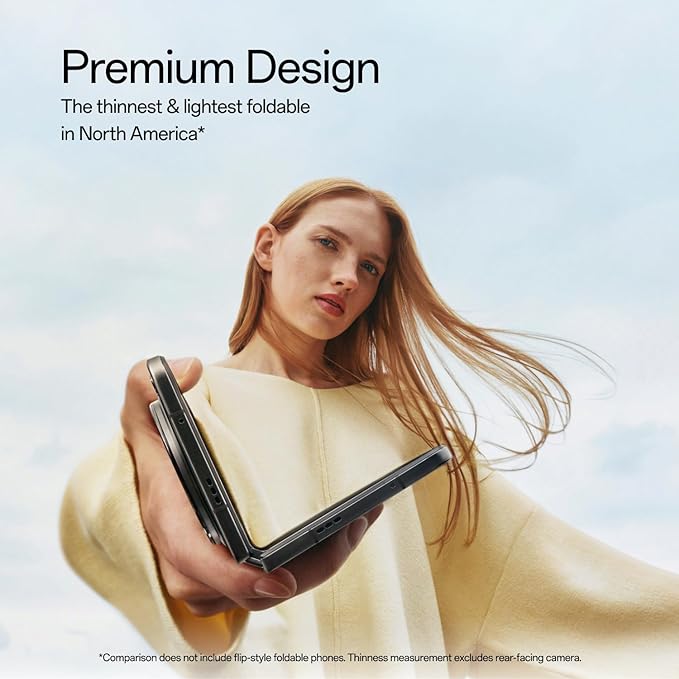 Premium Design
The thinnest & lightest foldable
in North America*
*Comparison does not include flip-style foldable phones. Thinness measurement excludes rear-facing camera.